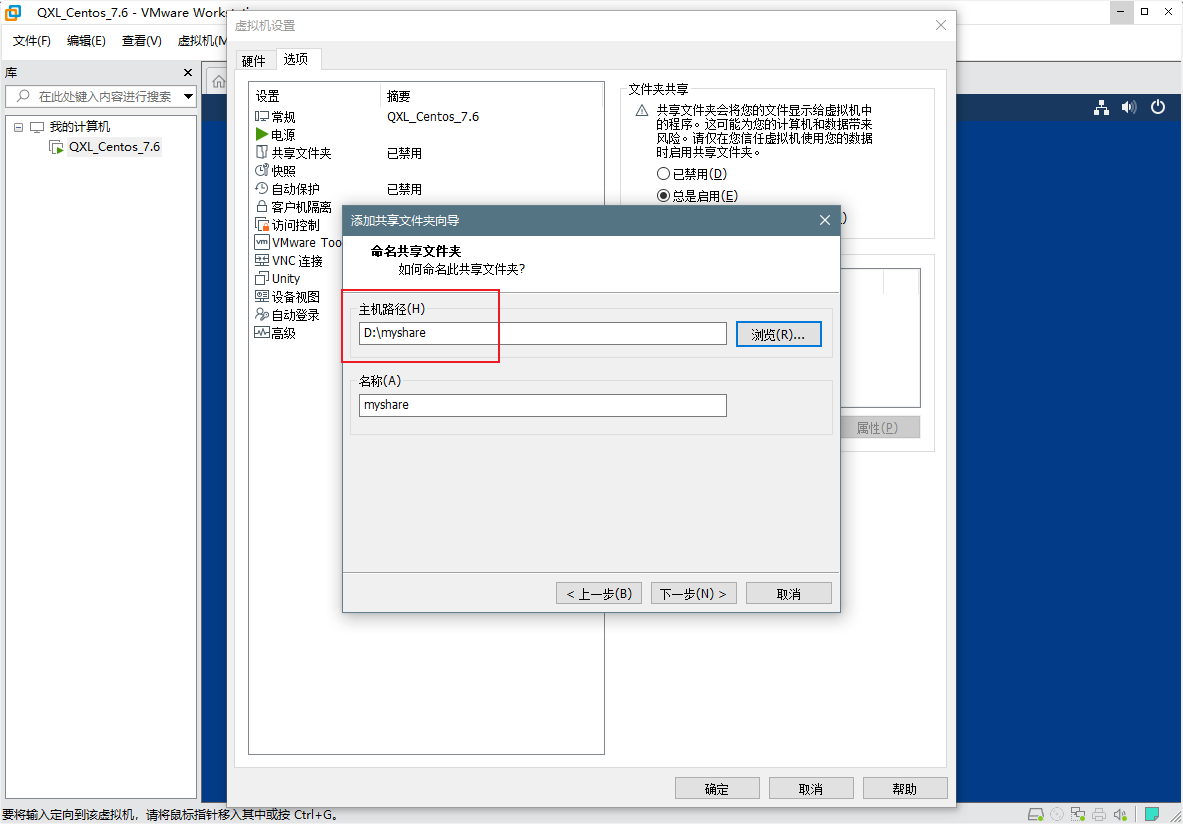 QXL_Centos_7.6 - VMware Workstati
文件(F) 编辑(E) 查看(V) 虚拟机(M
库
在此处键入内容进行搜索
我的计算机
QXL_Centos_7.6
虚拟机设置
硬件 选项
设置 摘要
常规 QXL_Centos_7.6
电源
共享文件夹 已禁用
快照
自动保护 已禁用
客户机隔离
访问控制
VMware Too
VNC 连接
Unity
设备视图
自动登录
高级
文件夹共享
共享文件夹会将您的文件显示给虚拟机中
的程序。这可能为您的计算机和数据带来
风险。请仅在您信任虚拟机使用您的数据
时启用共享文件夹。
已禁用(D)
总是启用(E)
)
属性(P)
添加共享文件夹向导
命名共享文件夹
如何命名此共享文件夹?
主机路径(H)
D:\myshare
浏览(R)...
名称(A)
myshare
< 上一步(B) 下一步(N) > 取消
确定 取消 帮助
要将输入定向到该虚拟机，请将鼠标指针移入其中或按 Ctrl+G。